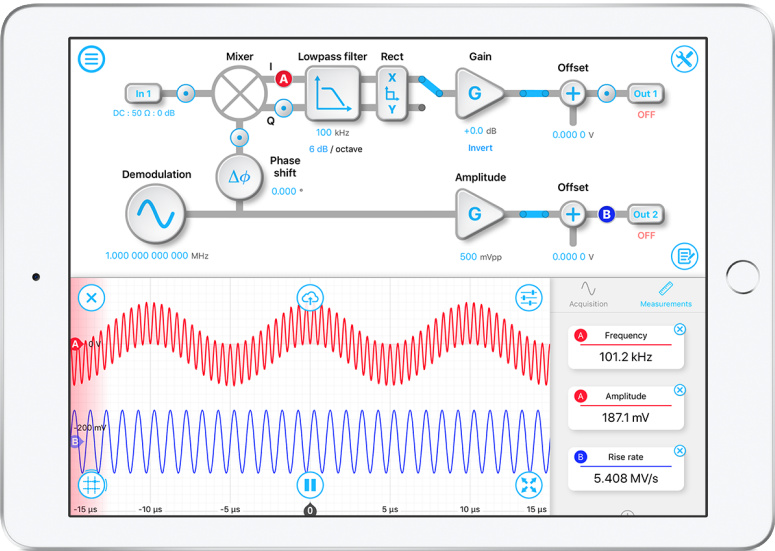 Mixer
Lowpass filter
Rect
Gain
Offset
I
A
In 1
X
Y
G
Out 1
DC : 50 Ω : 0 dB
Q
OFF
100 kHz
+0.0 dB
0.000 0 V
6 dB / octave
Invert
Phase shift
Δϕ
0.000 °
Demodulation
Amplitude
Offset
G
B
Out 2
OFF
1.000 000 000 000 MHz
500 mVpp
0.000 0 V
Acquisition
Measurements
A
0 V
A
Frequency
101.2 kHz
A
Amplitude
187.1 mV
-200 mV
B
B
Rise rate
5.408 MV/s
-15 µs
-10 µs
-5 µs
0
5 µs
10 µs
15 µs